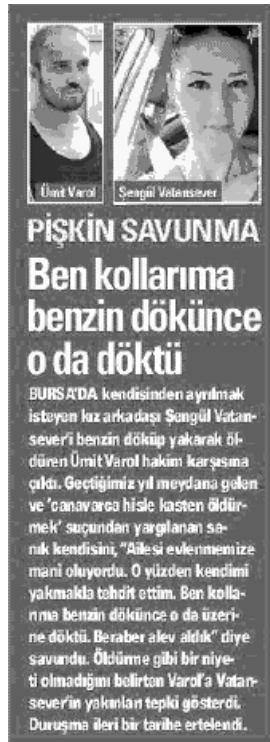 Ümit Varol
Şengül Vatansever
PİŞKİN SAVUNMA
Ben kollarıma
benzin dökünce
o da döktü
BURSA'DA kendisinden ayrılmak
isteyen kız arkadaşı Şengül Vatan-
sever'i benzin döküp yakarak öl-
düren Ümit Varol hakim karşısına
çıktı. Geçtiğimiz yıl meydana gelen
ve 'canavarca hisle kasten öldür-
mek' suçundan yargılanan sa-
nık kendisini, "Ailesi evlenmemize
mani oluyordu. O yüzden kendimi
yakmakla tehdit ettim. Ben kolla-
rıma benzin dökünce o da üzeri-
ne döktü. Beraber alev aldık" diye
savundu. Öldürme gibi bir niye-
ti olmadığını belirten Varol'a Vatan-
sever'in yakınları tepki gösterdi.
Duruşma ileri bir tarihe ertelendi.